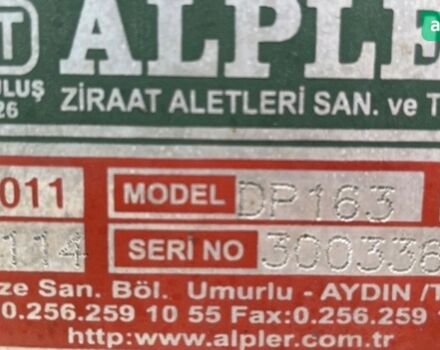 T ALPLE
ULUŞ
26
ZİRAAT ALETLERİ SAN. ve T
011 MODEL DP163
114 SERİ NO 300336
ze San. Böl. Umurlu - AYDIN /T
0.256.259 10 55 Fax:0.256.259 1
http:www.alpler.com.tr